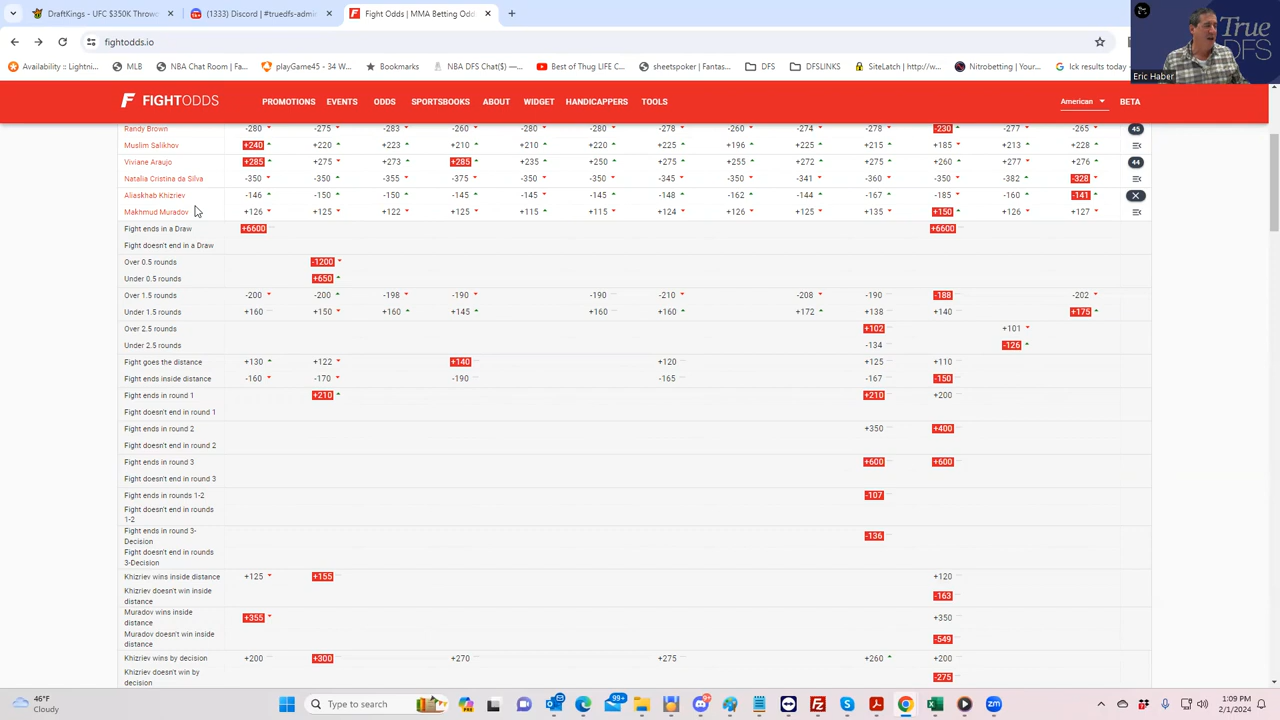 DraftKings - UFC $350K Throw
(1333) Discord | #truedfs-admi
Fight Odds | MMA Betting Odd
fightodds.io
Availability :: Lightni...
MLB
NBA Chat Room | Fa...
playGame45 - 34 W...
Bookmarks
NBA DFS Chat($) —...
Best of Thug LIFE C...
sheetspoker - Fantas...
DFS
DFSLINKS
SiteLatch | http://w...
Nitrobetting | Your...
Ick results today
True
DFS
Eric Haber
FIGHTODDS PROMOTIONS EVENTS ODDS SPORTSBOOKS ABOUT WIDGET HANDICAPPERS TOOLS American BETA
Randy Brown -280 -275 -283 -260 -280 -280 -278 -260 -274 -278 -230 -277 -265 45
Muslim Salikhov +240 +220 +223 +210 +210 +220 +225 +196 +225 +215 +185 +213 +228
Viviane Araujo +285 +275 +273 +285 +235 +250 +275 +255 +272 +275 +260 +277 +276 44
Natalia Cristina da Silva -350 -350 -355 -375 -350 -350 -345 -350 -341 -360 -350 -382 -328
Aliaskhab Khizriev -146 -150 -150 -145 -145 -145 -148 -162 -144 -167 -185 -160 -141
Makhmud Muradov +126 +125 +122 +125 +115 +115 +124 +126 +125 +135 +150 +126 +127
Fight ends in a Draw +6600 +6600
Fight doesn't end in a Draw
Over 0.5 rounds -1200
Under 0.5 rounds +650
Over 1.5 rounds -200 -200 -198 -190 -190 -210 -208 -190 -188 -202
Under 1.5 rounds +160 +150 +160 +145 +160 +160 +172 +138 +140 +175
Over 2.5 rounds +102 +101
Under 2.5 rounds -134 -126
Fight goes the distance +130 +122 +140 +120 +125 +110
Fight ends inside distance -160 -170 -190 -165 -167 -150
Fight ends in round 1 +210 +210 +200
Fight doesn't end in round 1
Fight ends in round 2 +350 +400
Fight doesn't end in round 2
Fight ends in round 3 +600 +600
Fight doesn't end in round 3
Fight ends in rounds 1-2 -107
Fight doesn't end in rounds
1-2
Fight ends in round 3-
Decision -136
Fight doesn't end in rounds
3-Decision
Khizriev wins inside distance +125 +155 +120
Khizriev doesn't win inside
distance -163
Muradov wins inside
distance +355 +350
Muradov doesn't win inside
distance -549
Khizriev wins by decision +200 +300 +270 +275 +260 +200
Khizriev doesn't win by
decision -275
46°F
Cloudy
Type here to search
99+
1:09 PM
2/1/2024